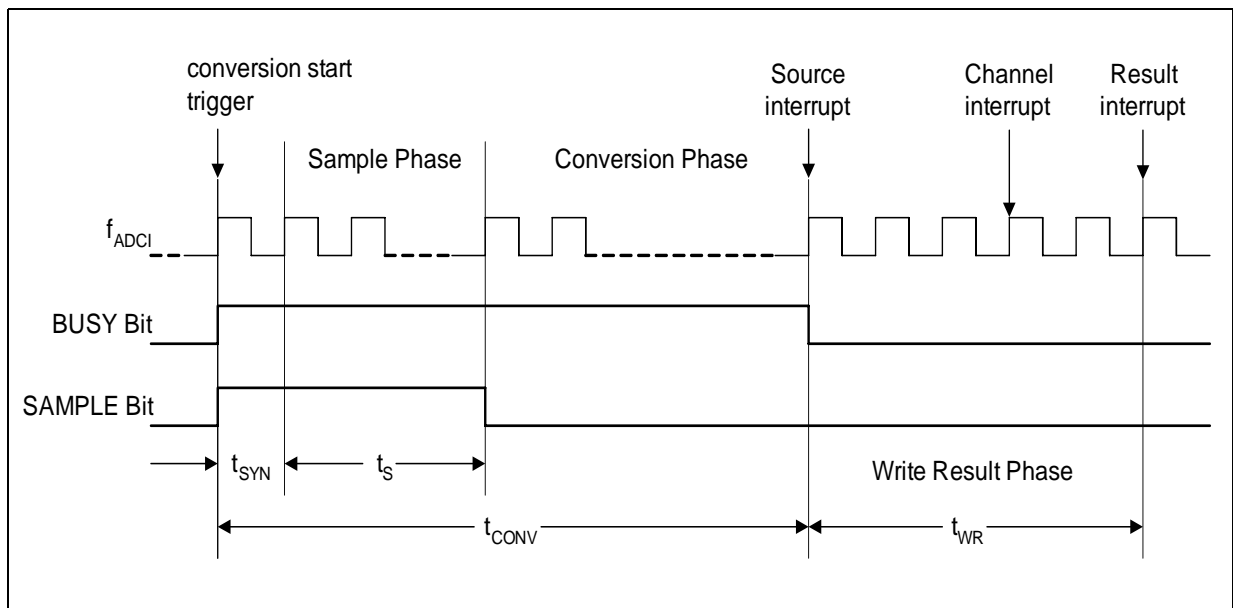 conversion start
trigger
Source
interrupt
Channel
interrupt
Result
interrupt
Sample Phase
Conversion Phase
fADCI
BUSY Bit
SAMPLE Bit
tSYN
tS
Write Result Phase
tCONV
tWR